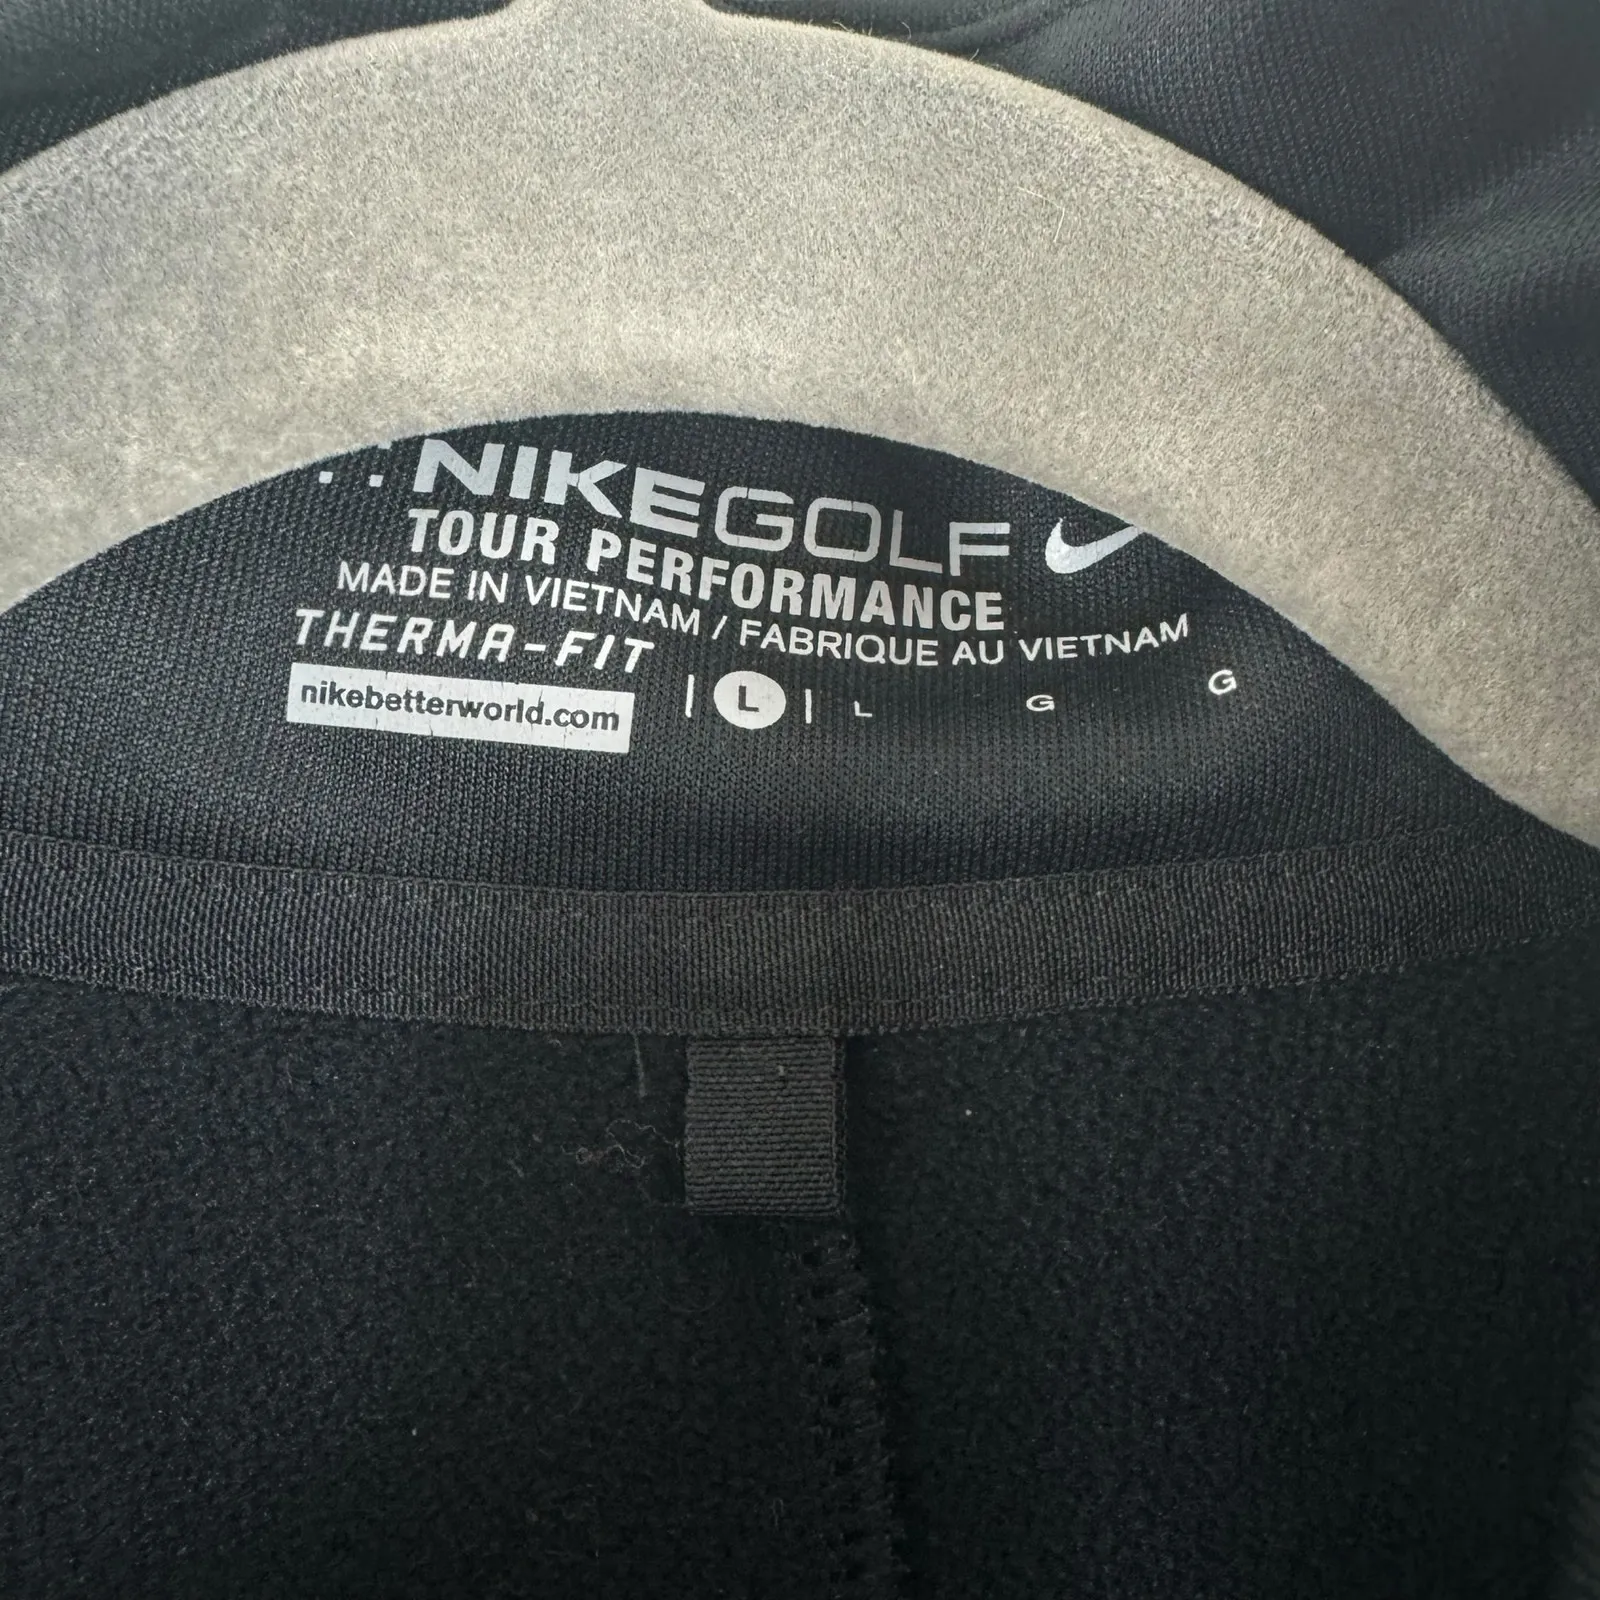 NIKEGOLF
TOUR PERFORMANCE
MADE IN VIETNAM / FABRIQUE AU VIETNAM
THERMA-FIT
nikebetterworld.com
| L | L G G